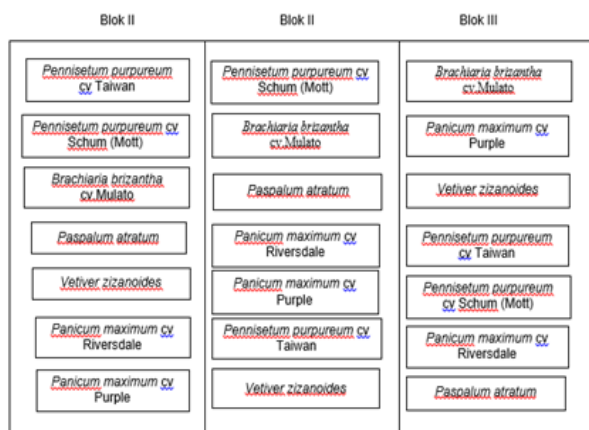 Blok II
Blok II
Blok III
Pennisetum purpureum
cv Taiwan
Pennisetum purpureum cv
Schum (Mott)
Brachiaria brizantha
cv.Mulato
Paspalum atratum
Vetiver zizanoides
Panicum maximum cv
Riversdale
Panicum maximum cv
Purple
Pennisetum purpureum cv
Schum (Mott)
Brachiaria brizantha
cv.Mulato
Paspalum atratum
Panicum maximum cv
Riversdale
Panicum maximum cv
Purple
Pennisetum purpureum cv
Taiwan
Vetiver zizanoides
Brachiaria brizantha
cv.Mulato
Panicum maximum cv
Purple
Vetiver zizanoides
Pennisetum purpureum
cv Taiwan
Pennisetum purpureum
cv Schum (Mott)
Panicum maximum cv
Riversdale
Paspalum atratum